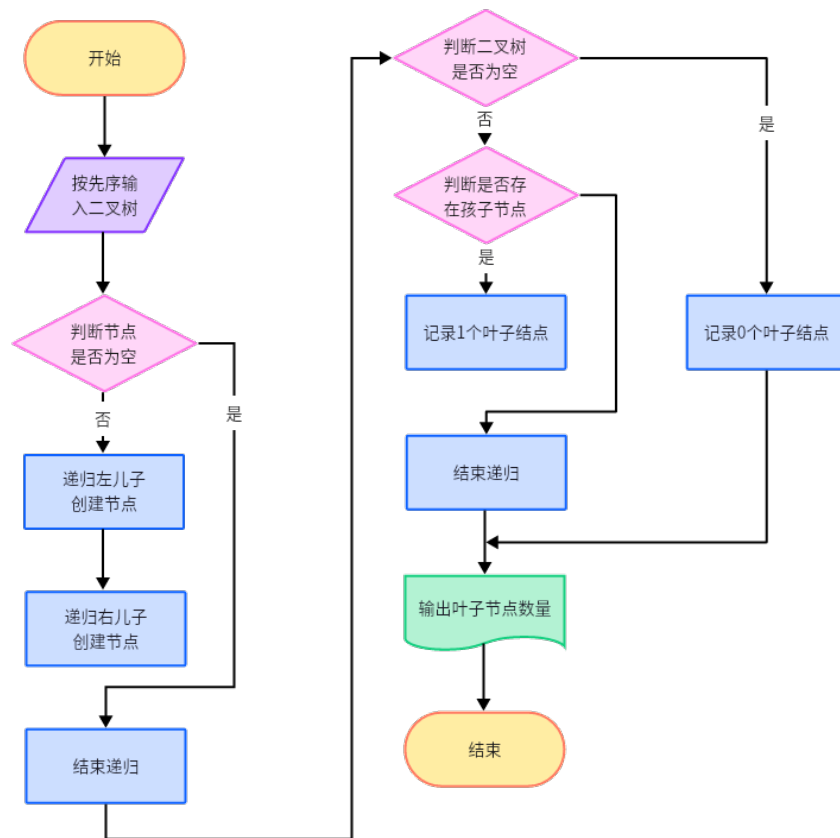 开始
按先序输
入二叉树
判断节点
是否为空
否
是
递归左儿子
创建节点
递归右儿子
创建节点
结束递归
判断二叉树
是否为空
否
是
判断是否存
在孩子节点
是
记录1个叶子结点
记录0个叶子结点
结束递归
输出叶子节点数量
结束